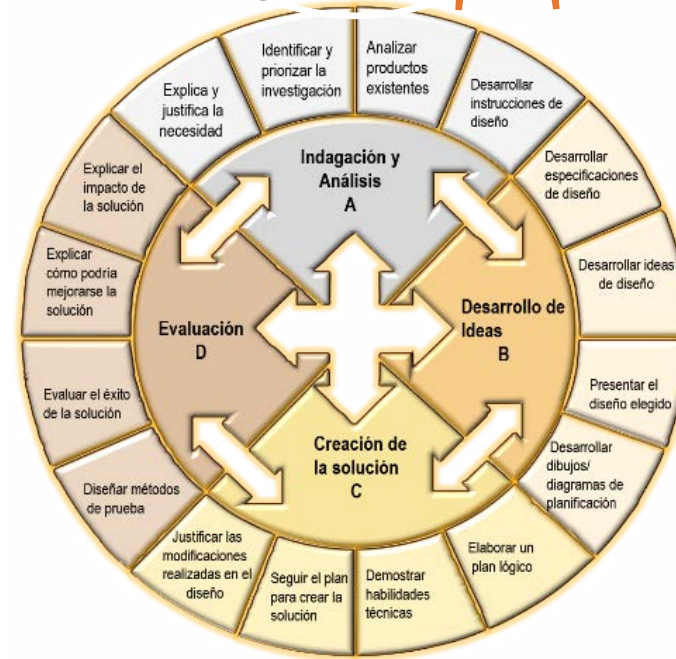 Indagación y
Análisis
A
Explica y
justifica la
necesidad
Identificar y
priorizar la
investigación
Analizar
productos
existentes
Desarrollar
instrucciones de
diseño
Desarrollo de
Ideas
B
Desarrollar
especificaciones
de diseño
Desarrollar ideas
de diseño
Presentar el
diseño elegido
Desarrollar
dibujos/
diagramas de
planificación
Creación de
la solución
C
Elaborar un
plan lógico
Demostrar
habilidades
técnicas
Seguir el plan
para crear la
solución
Justificar las
modificaciones
realizadas en el
diseño
Evaluación
D
Diseñar métodos
de prueba
Evaluar el éxito
de la solución
Explicar
cómo podría
mejorarse la
solución
Explicar el
impacto de
la solución